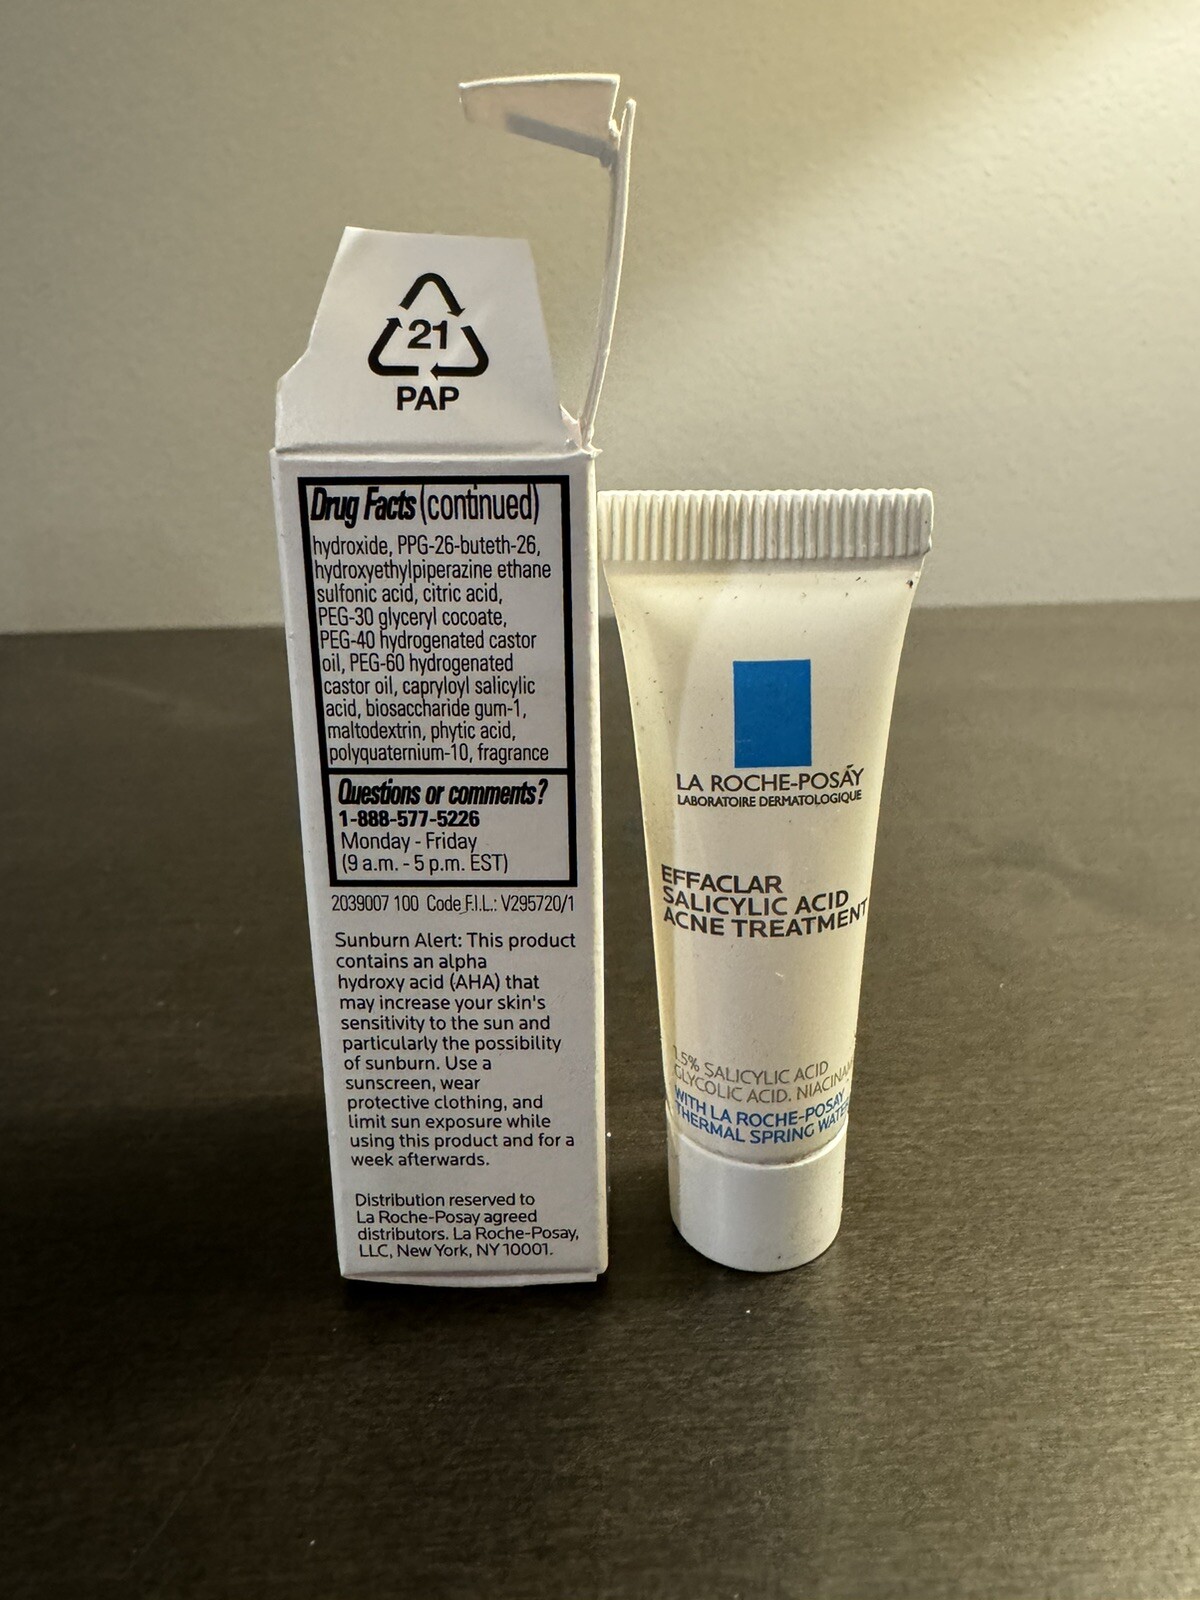 21
PAP
Drug Facts (continued)
hydroxide, PPG-26-buteth-26,
hydroxyethylpiperazine ethane
sulfonic acid, citric acid,
PEG-30 glyceryl cocoate,
PEG-40 hydrogenated castor
oil, PEG-60 hydrogenated
castor oil, capryloyl salicylic
acid, biosaccharide gum-1,
maltodextrin, phytic acid,
polyquaternium-10, fragrance
Questions or comments?
1-888-577-5226
Monday - Friday
(9 a.m. - 5 p.m. EST)
2039007 100 Code F.I.L.: V295720/1
Sunburn Alert: This product
contains an alpha
hydroxy acid (AHA) that
may increase your skin's
sensitivity to the sun and
particularly the possibility
of sunburn. Use a
sunscreen, wear
protective clothing, and
limit sun exposure while
using this product and for a
week afterwards.
Distribution reserved to
La Roche-Posay agreed
distributors. La Roche-Posay,
LLC, New York, NY 10001.
LA ROCHE-POSAY
LABORATOIRE DERMATOLOGIQUE
EFFACLAR
SALICYLIC ACID
ACNE TREATMENT
1.5% SALICYLIC ACID
GLYCOLIC ACID. NIACINAM
WITH LA ROCHE-POSAY
THERMAL SPRING WATER